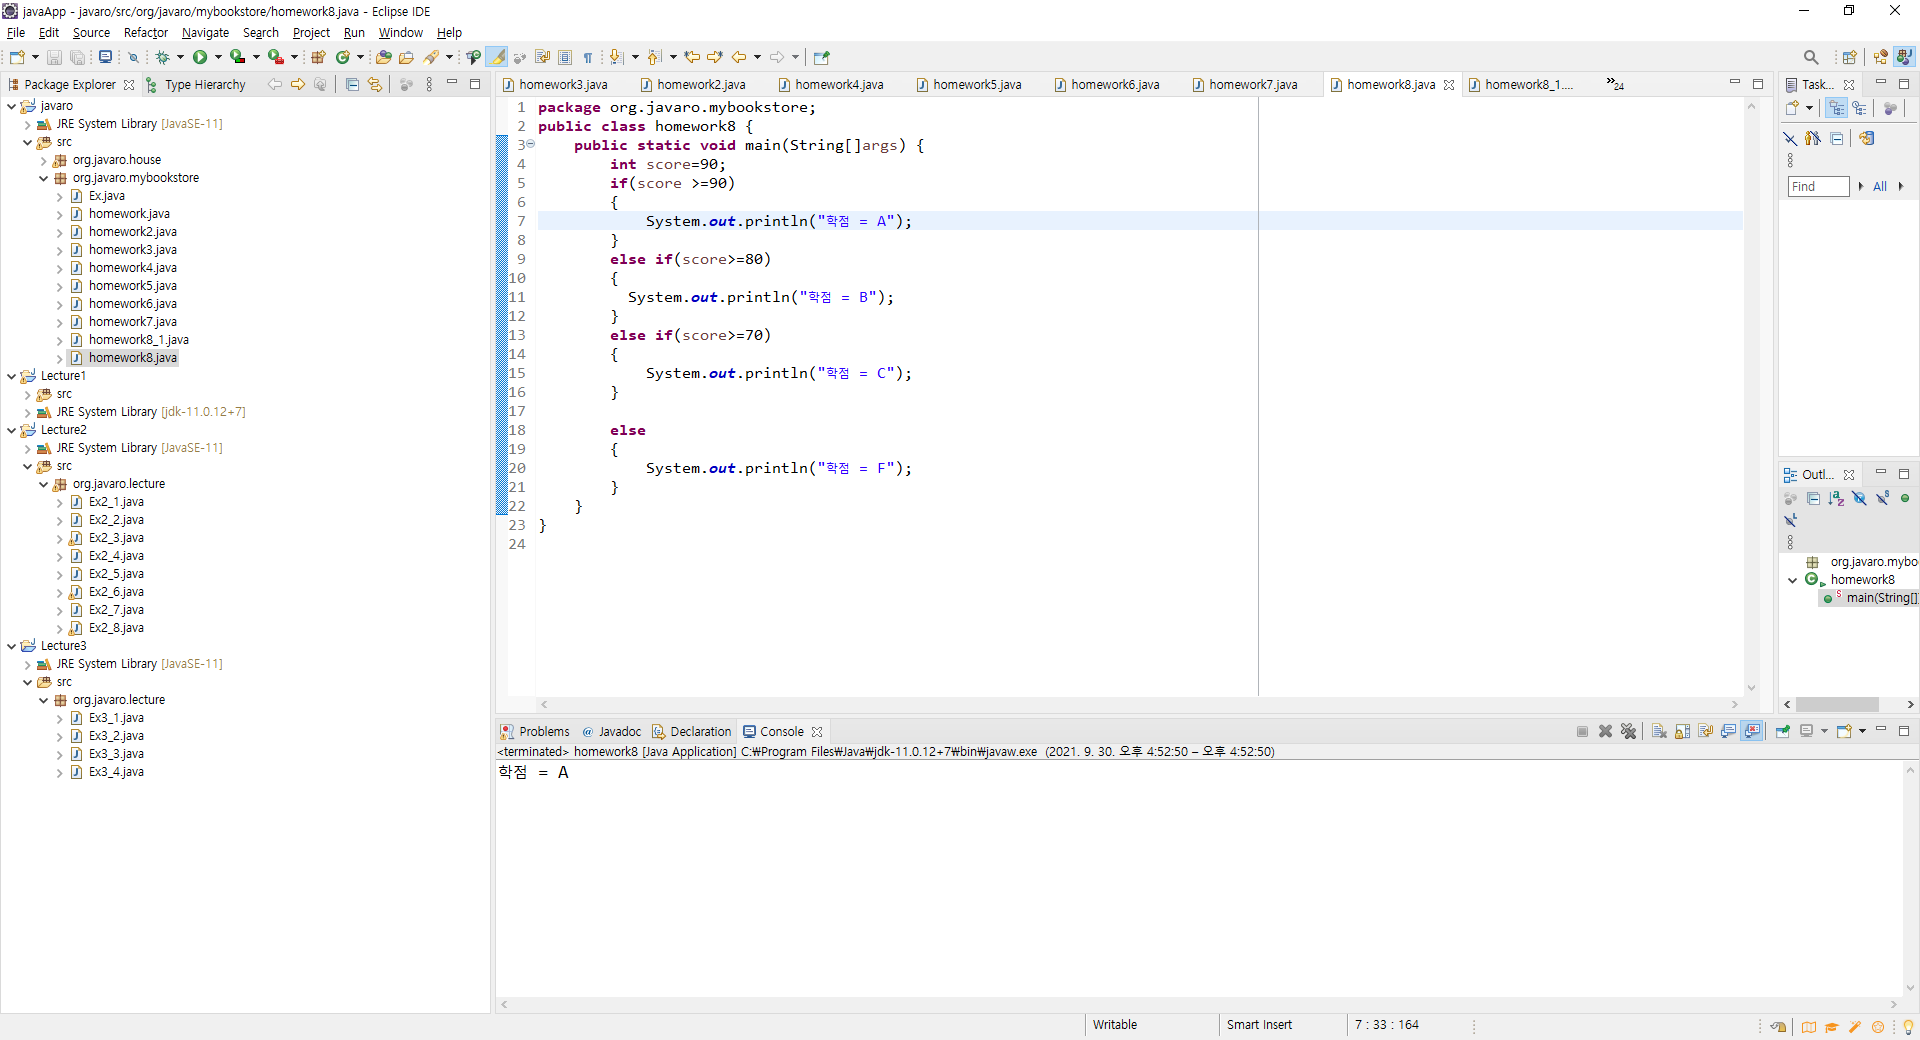 javaApp - javaro/src/org/javaro/mybookstore/homework8.java - Eclipse IDE
File Edit Source Refactor Navigate Search Project Run Window Help
Package Explorer Type Hierarchy
javaro
JRE System Library [JavaSE-11]
src
org.javaro.house
org.javaro.mybookstore
Ex.java
homework.java
homework2.java
homework3.java
homework4.java
homework5.java
homework6.java
homework7.java
homework8_1.java
homework8.java
Lecture1
src
JRE System Library [jdk-11.0.12+7]
Lecture2
JRE System Library [JavaSE-11]
src
org.javaro.lecture
Ex2_1.java
Ex2_2.java
Ex2_3.java
Ex2_4.java
Ex2_5.java
Ex2_6.java
Ex2_7.java
Ex2_8.java
Lecture3
JRE System Library [JavaSE-11]
src
org.javaro.lecture
Ex3_1.java
Ex3_2.java
Ex3_3.java
Ex3_4.java
homework3.java homework2.java homework4.java homework5.java homework6.java homework7.java homework8.java homework8_1.... »24
1 package org.javaro.mybookstore;
2 public class homework8 {
3 public static void main(String[]args) {
4 int score=90;
5 if(score >=90)
6 {
7 System.out.println("학점 = A");
8 }
9 else if(score>=80)
10 {
11 System.out.println("학점 = B");
12 }
13 else if(score>=70)
14 {
15 System.out.println("학점 = C");
16 }
17
18 else
19 {
20 System.out.println("학점 = F");
21 }
22 }
23 }
24
Task...
Find All
Outl...
org.javaro.mybo
homework8
main(String[]
Problems @ Javadoc Declaration Console
<terminated> homework8 [Java Application] C:₩Program Files₩Java₩jdk-11.0.12+7₩bin₩javaw.exe (2021. 9. 30. 오후 4:52:50 – 오후 4:52:50)
학점 = A
Writable Smart Insert 7 : 33 : 164